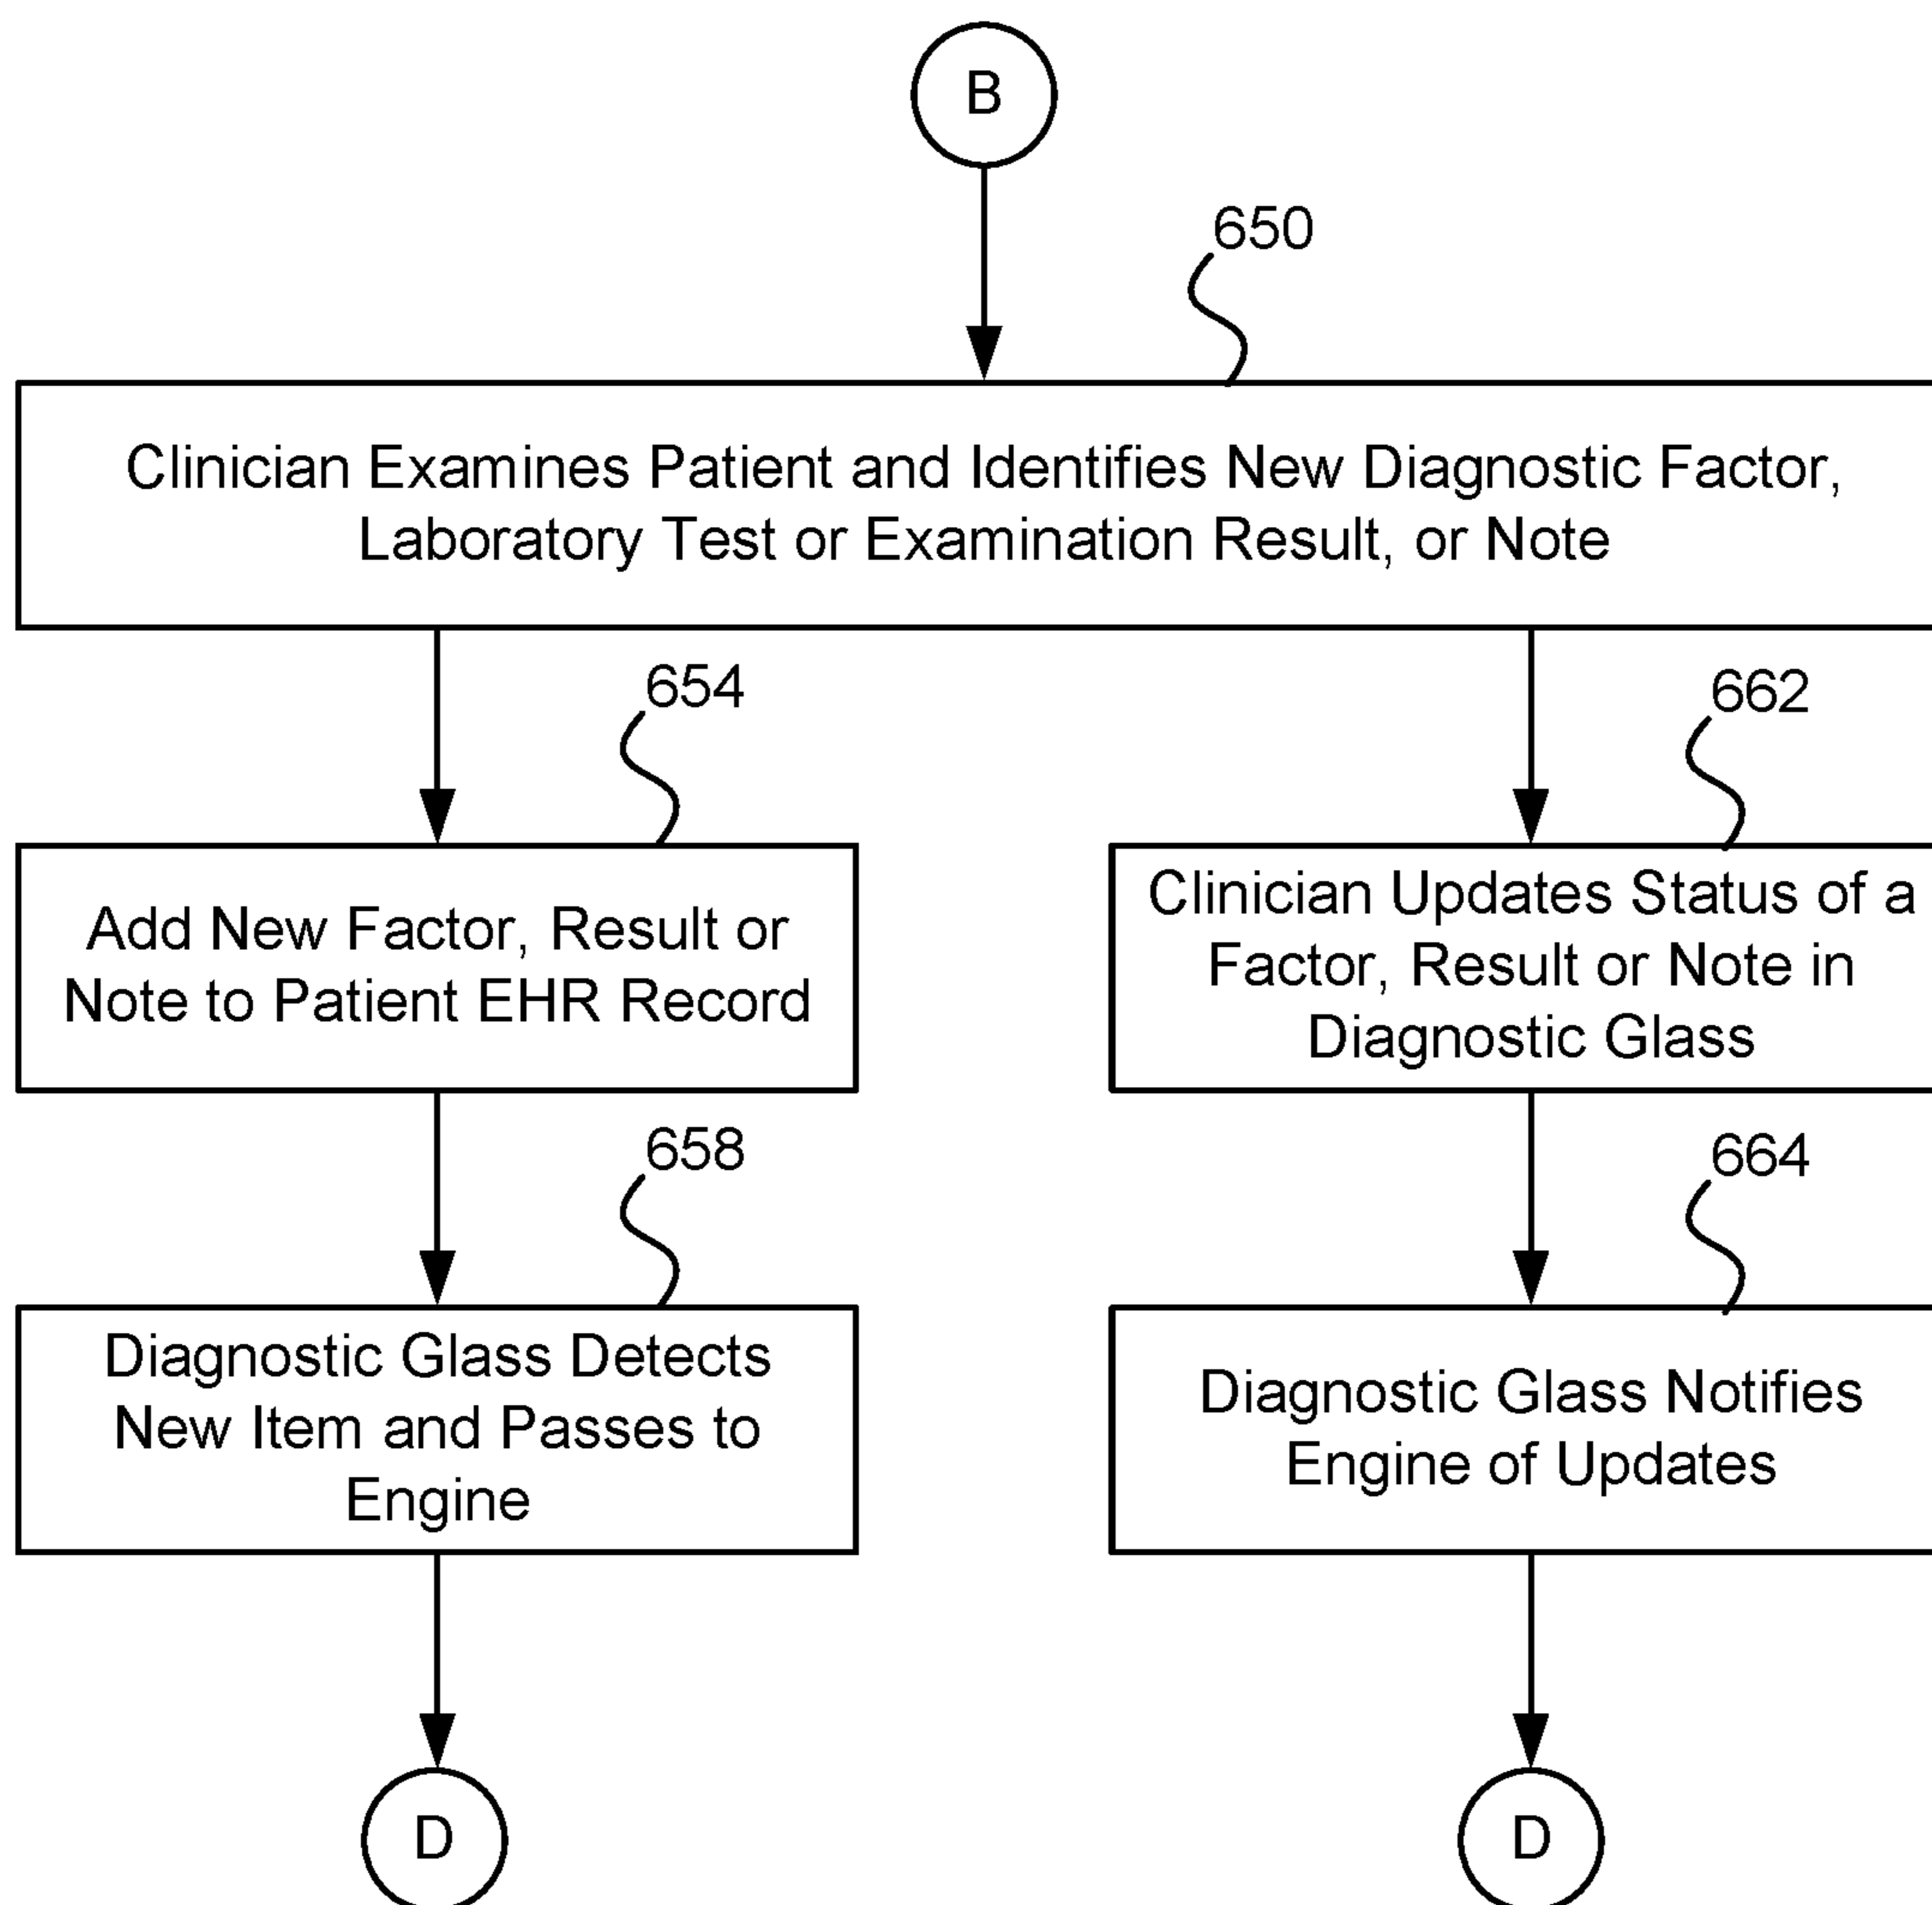 B
650
Clinician Examines Patient and Identifies New Diagnostic Factor,
Laboratory Test or Examination Result, or Note
654
Add New Factor, Result or
Note to Patient EHR Record
658
Diagnostic Glass Detects
New Item and Passes to
Engine
D
662
Clinician Updates Status of a
Factor, Result or Note in
Diagnostic Glass
664
Diagnostic Glass Notifies
Engine of Updates
D